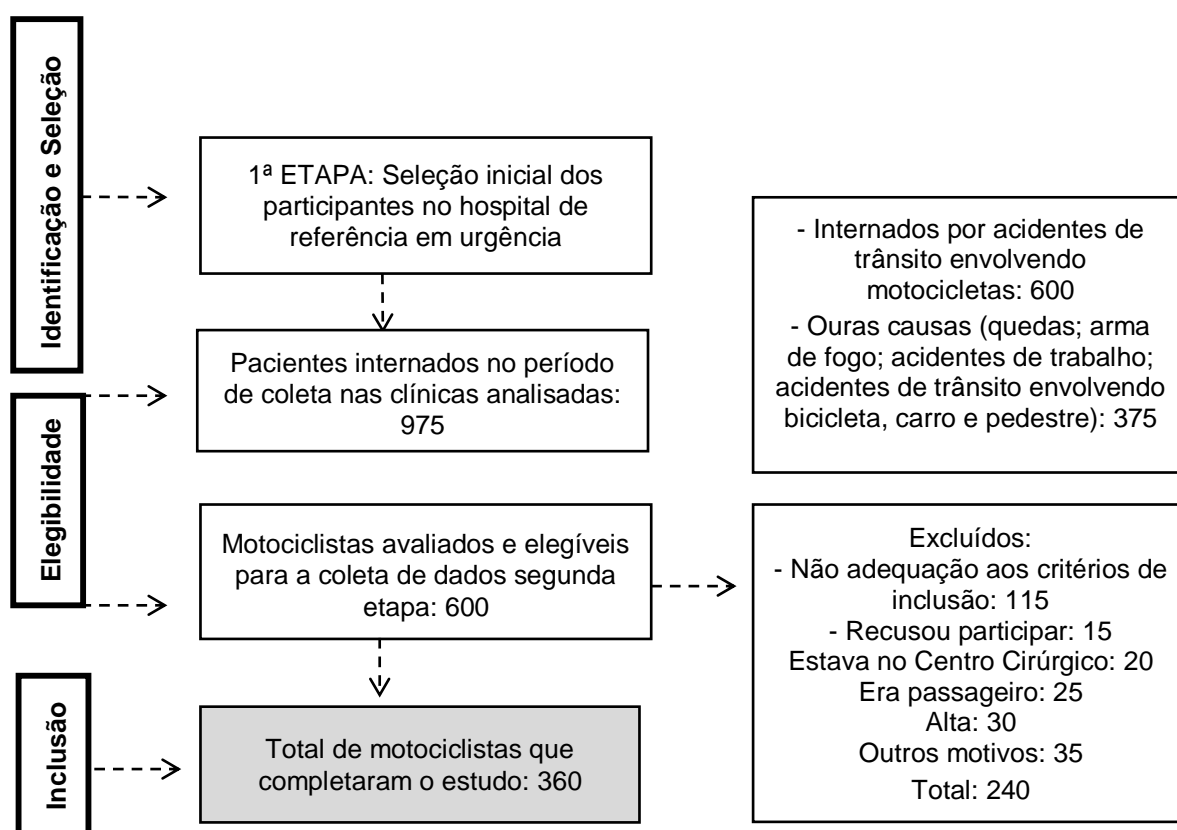 Identificação e Seleção
1ª ETAPA: Seleção inicial dos
participantes no hospital de
referência em urgência
Pacientes internados no período
de coleta nas clínicas analisadas:
975
- Internados por acidentes de
trânsito envolvendo
motocicletas: 600
- Ouras causas (quedas; arma
de fogo; acidentes de trabalho;
acidentes de trânsito envolvendo
bicicleta, carro e pedestre): 375
Elegibilidade
Motociclistas avaliados e elegíveis
para a coleta de dados segunda
etapa: 600
Excluídos:
- Não adequação aos critérios de
inclusão: 115
- Recusou participar: 15
Estava no Centro Cirúrgico: 20
Era passageiro: 25
Alta: 30
Outros motivos: 35
Total: 240
Inclusão
Total de motociclistas que
completaram o estudo: 360